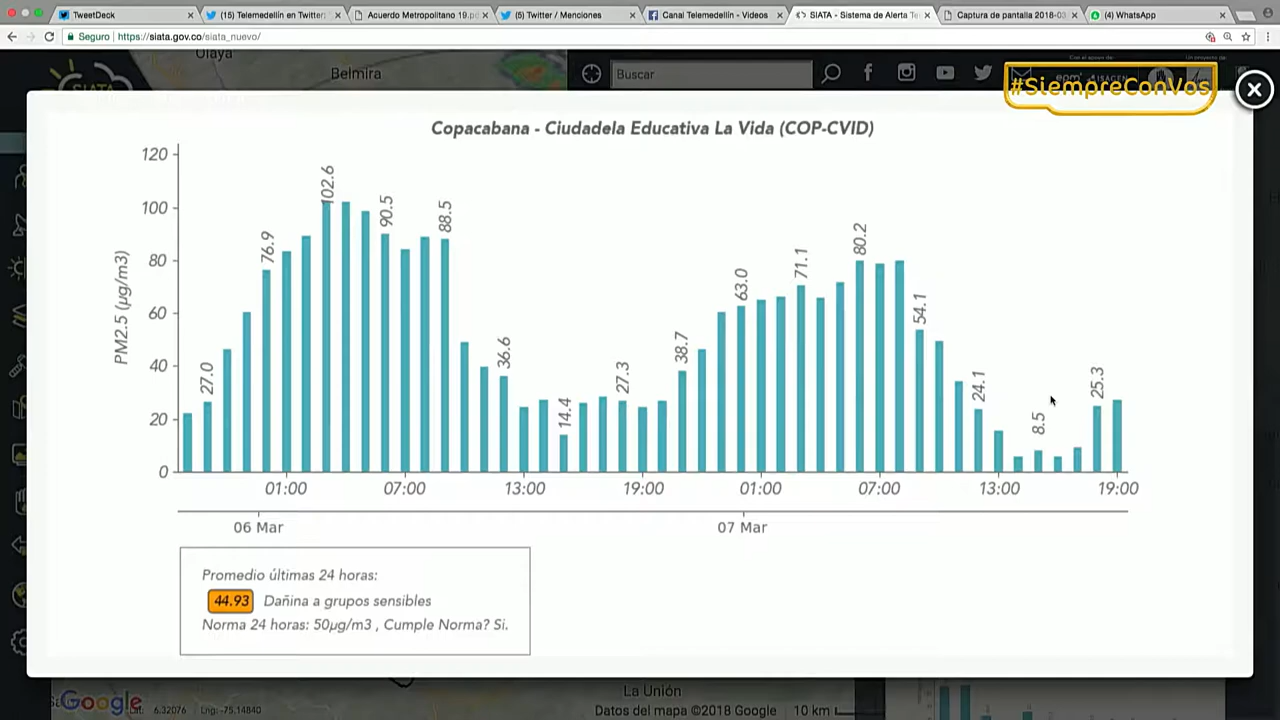 TweetDeck
(15) Telemedellín en Twitter:
Acuerdo Metropolitano 19.pd
(5) Twitter / Menciones
Canal Telemedellín - Videos
SIATA - Sistema de Alerta Te
Captura de pantalla 2018-03
(4) WhatsApp
Seguro
https://siata.gov.co/siata_nuevo/
Olaya
Belmira
SIATA
Buscar
epm
ISAGEN
#SiempreConVos
Copacabana - Ciudadela Educativa La Vida (COP-CVID)
PM2.5 (µg/m3)
120
100
80
60
40
20
0
27.0
76.9
102.6
90.5
88.5
36.6
14.4
27.3
38.7
63.0
71.1
80.2
54.1
24.1
8.5
25.3
01:00 07:00 13:00 19:00 01:00 07:00 13:00 19:00
06 Mar 07 Mar
Promedio últimas 24 horas:
44.93 Dañina a grupos sensibles
Norma 24 horas: 50µg/m3 , Cumple Norma? Si.
Google
Lat: 6.32076 Lng: -75.14840
La Unión
Datos del mapa ©2018 Google 10 km